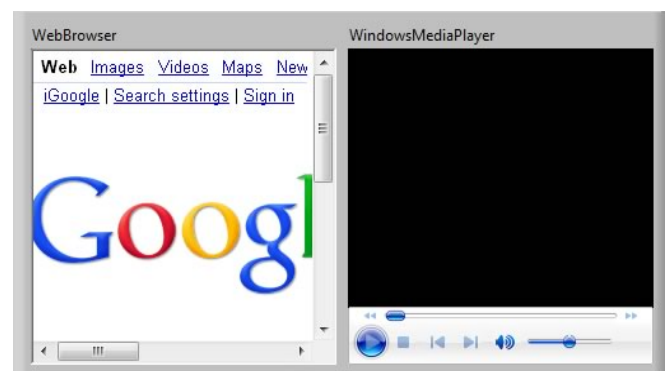 WebBrowser
Web Images Videos Maps New
iGoogle | Search settings | Sign in
Googl
WindowsMediaPlayer